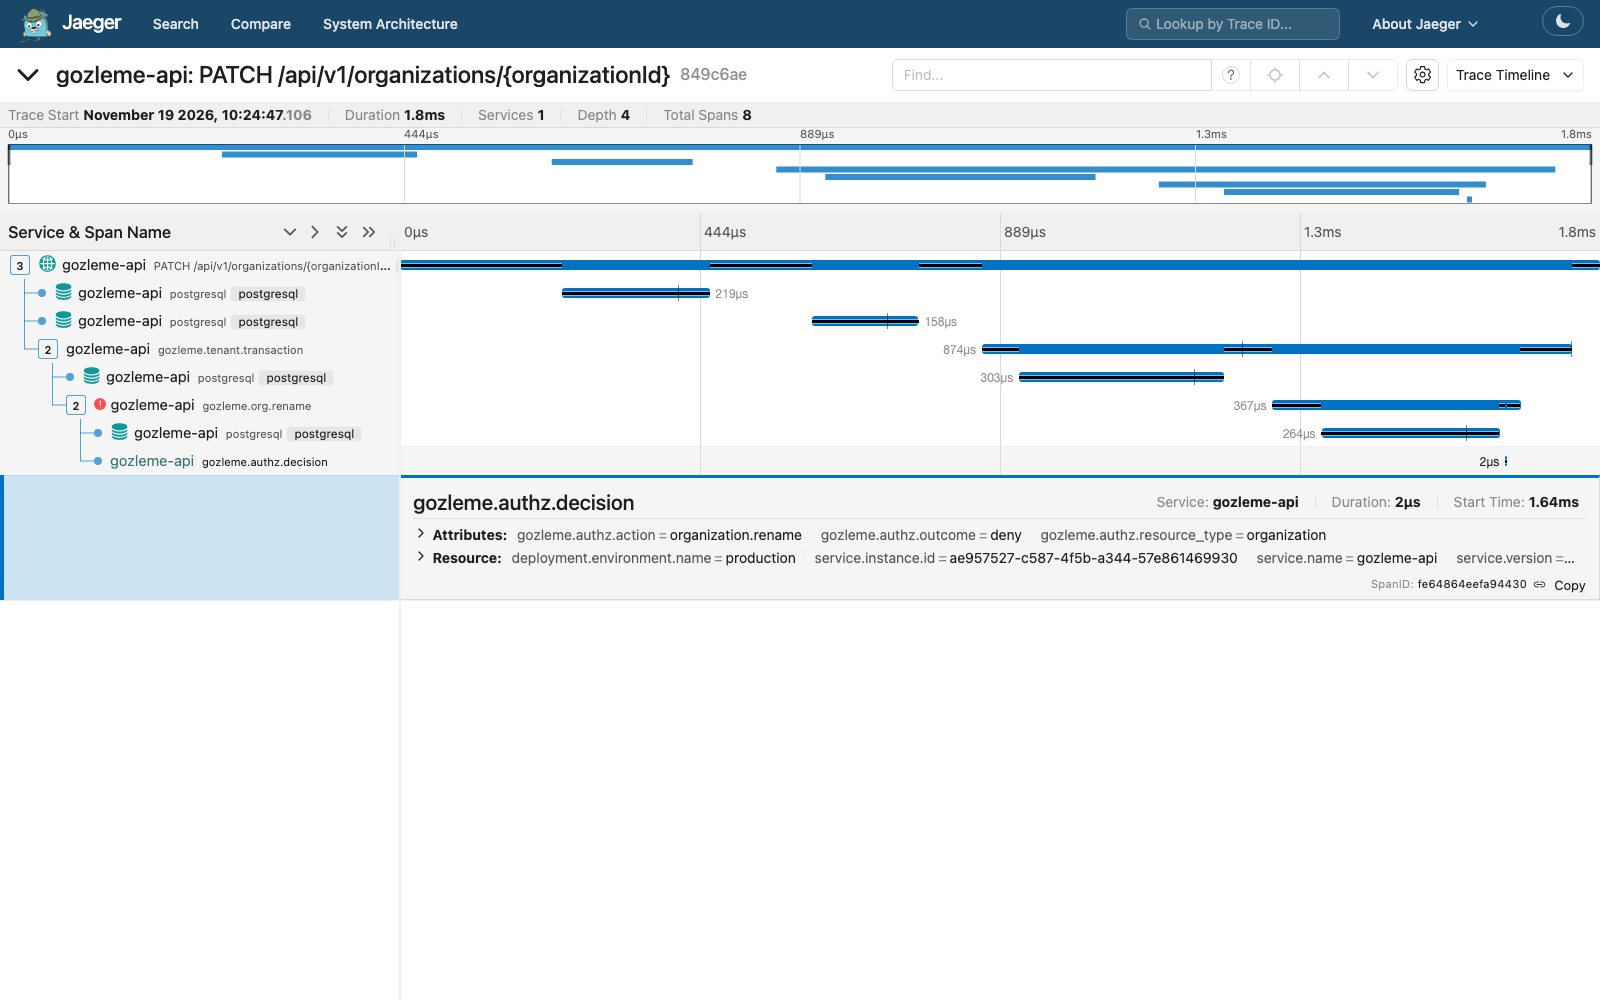 Jaeger Search Compare System Architecture Lookup by Trace ID... About Jaeger
gozleme-api: PATCH /api/v1/organizations/{organizationId} 849c6ae Find... ? Trace Timeline
Trace Start November 19 2026, 10:24:47.106 Duration 1.8ms Services 1 Depth 4 Total Spans 8
0μs 444μs 889μs 1.3ms 1.8ms
Service & Span Name 0μs 444μs 889μs 1.3ms 1.8ms
3 gozleme-api PATCH /api/v1/organizations/{organizationI...
gozleme-api postgresql postgresql 219μs
gozleme-api postgresql postgresql 158μs
2 gozleme-api gozleme.tenant.transaction 874μs
gozleme-api postgresql postgresql 303μs
2 gozleme-api gozleme.org.rename 367μs
gozleme-api postgresql postgresql 264μs
gozleme-api gozleme.authz.decision 2μs
gozleme.authz.decision Service: gozleme-api Duration: 2μs Start Time: 1.64ms
Attributes: gozleme.authz.action = organization.rename gozleme.authz.outcome = deny gozleme.authz.resource_type = organization
Resource: deployment.environment.name = production service.instance.id = ae957527-c587-4f5b-a344-57e861469930 service.name = gozleme-api service.version =...
SpanID: fe64864eefa94430 Copy